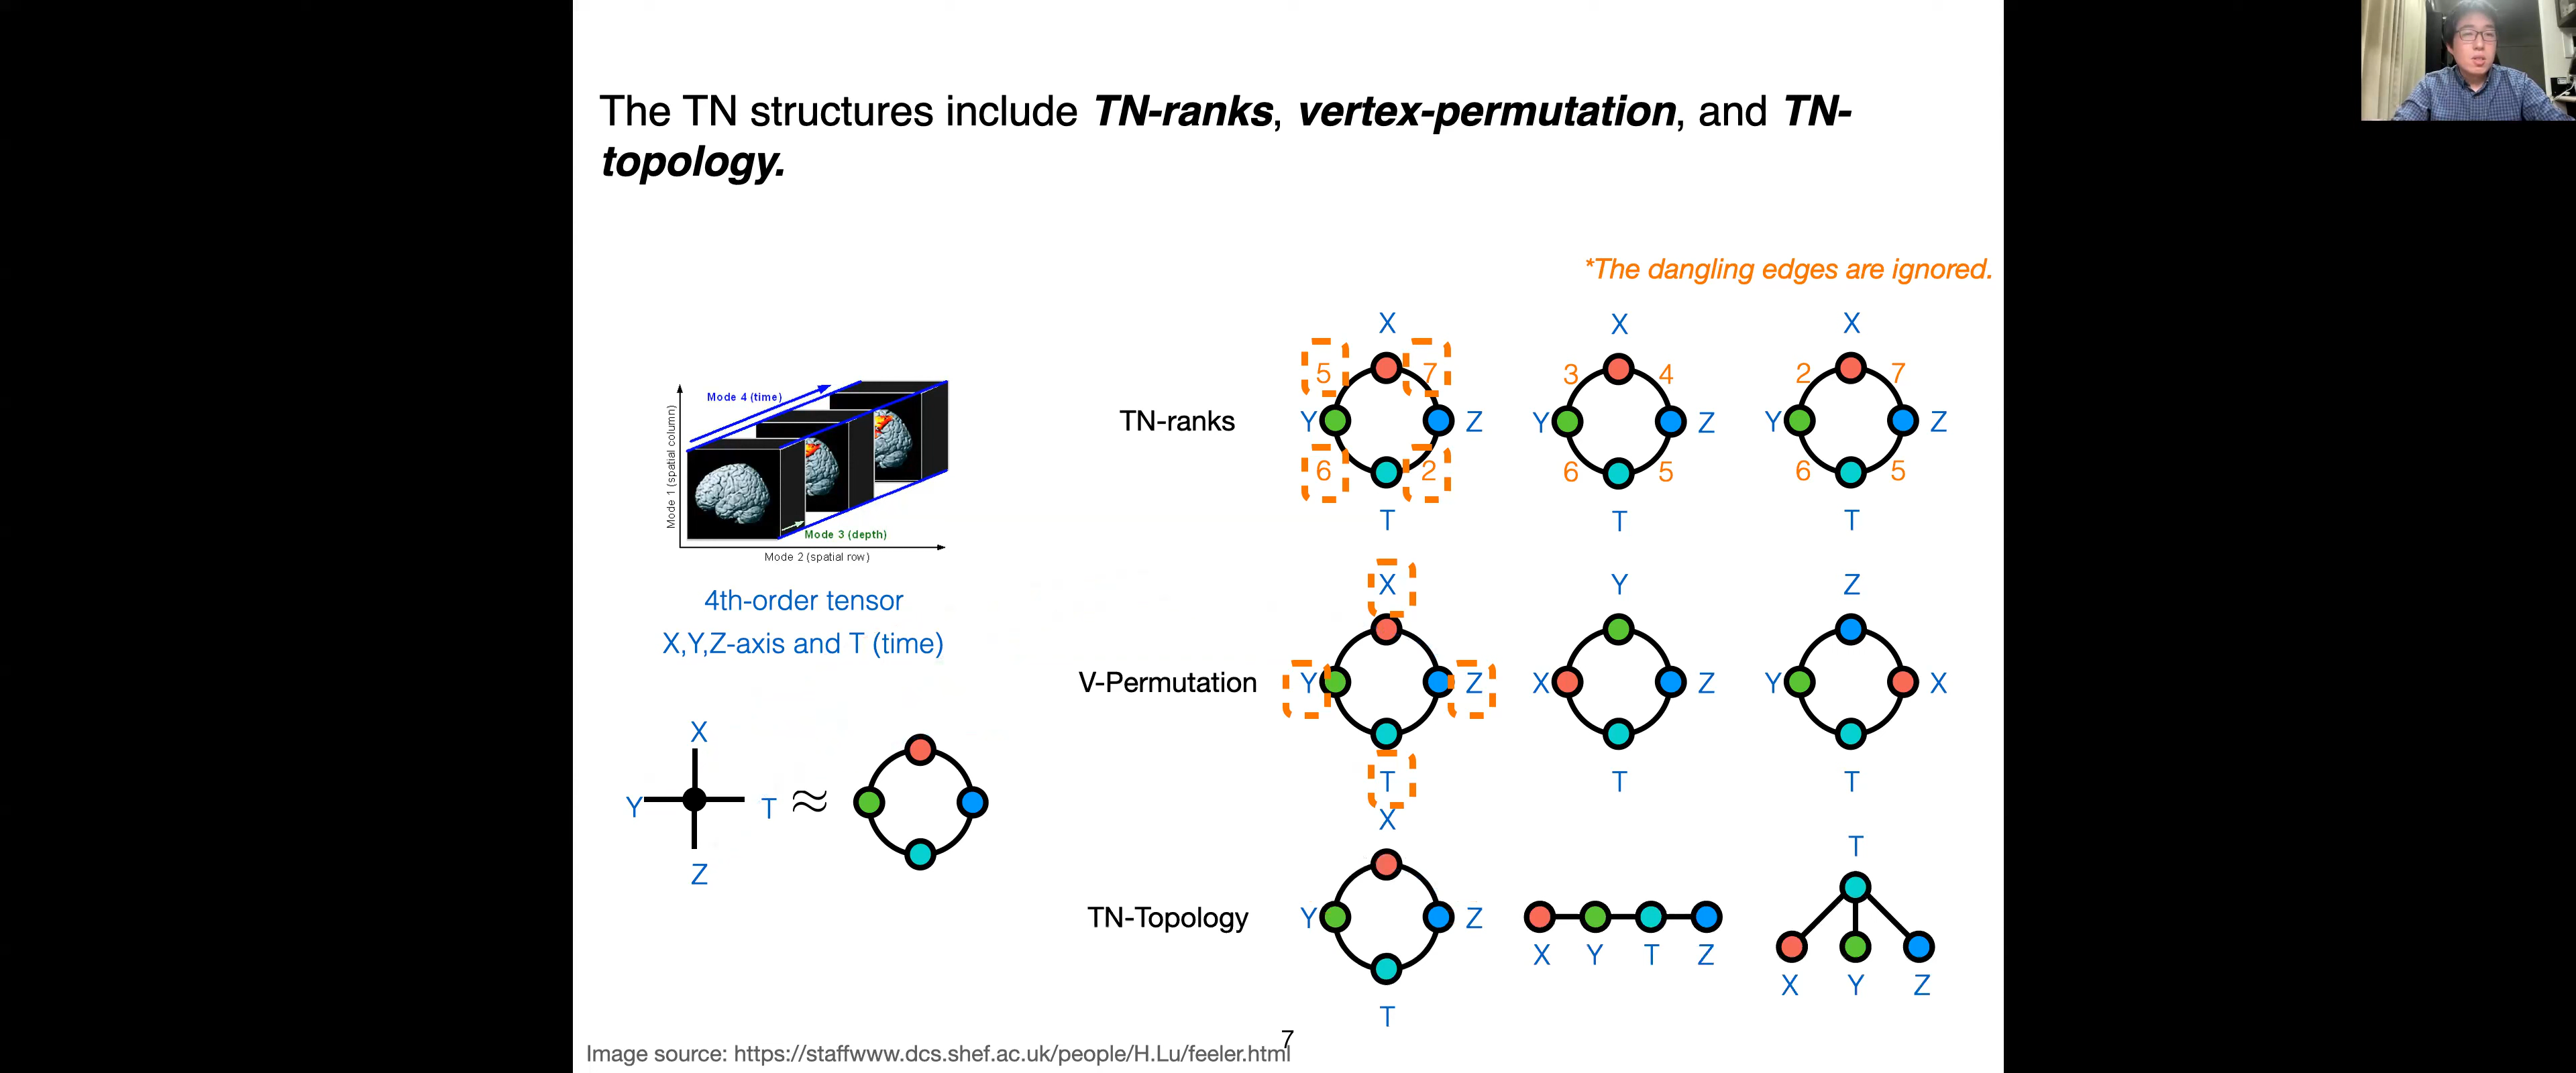 The TN structures include TN-ranks, vertex-permutation, and TN-
topology.
*The dangling edges are ignored.
Mode 4 (time)
Mode 1 (spatial column)
Mode 3 (depth)
Mode 2 (spatial row)
4th-order tensor
X,Y,Z-axis and T (time)
X
Y T ≈
Z
TN-ranks
X
5 7
Y Z
6 2
T
X
3 4
Y Z
6 5
T
X
2 7
Y Z
6 5
T
V-Permutation
X
Y Z
T
Y
X Z
T
Z
Y X
T
TN-Topology
X
Y Z
T
X Y T Z
T
X Y Z
7
Image source: https://staffwww.dcs.shef.ac.uk/people/H.Lu/feeler.html